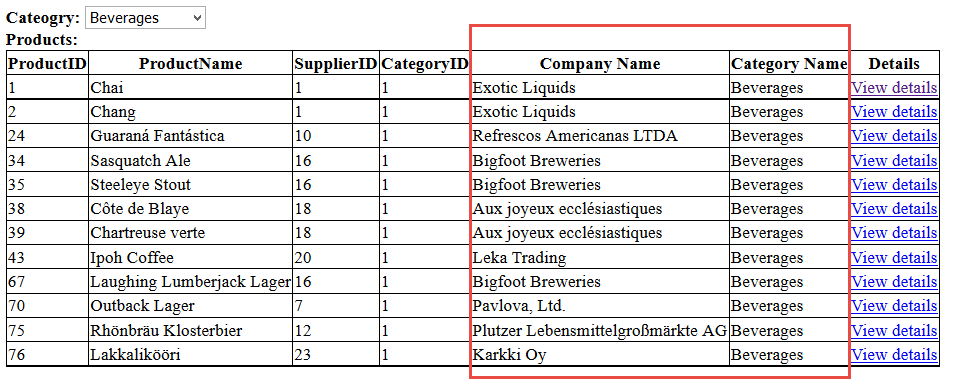 Cateogry: Beverages
Products:
ProductID ProductName SupplierID CategoryID Company Name Category Name Details
1 Chai 1 1 Exotic Liquids Beverages View details
2 Chang 1 1 Exotic Liquids Beverages View details
24 Guaraná Fantástica 10 1 Refrescos Americanas LTDA Beverages View details
34 Sasquatch Ale 16 1 Bigfoot Breweries Beverages View details
35 Steeleye Stout 16 1 Bigfoot Breweries Beverages View details
38 Côte de Blaye 18 1 Aux joyeux ecclésiastiques Beverages View details
39 Chartreuse verte 18 1 Aux joyeux ecclésiastiques Beverages View details
43 Ipoh Coffee 20 1 Leka Trading Beverages View details
67 Laughing Lumberjack Lager 16 1 Bigfoot Breweries Beverages View details
70 Outback Lager 7 1 Pavlova, Ltd. Beverages View details
75 Rhönbräu Klosterbier 12 1 Plutzer Lebensmittelgroßmärkte AG Beverages View details
76 Lakkalikööri 23 1 Karkki Oy Beverages View details